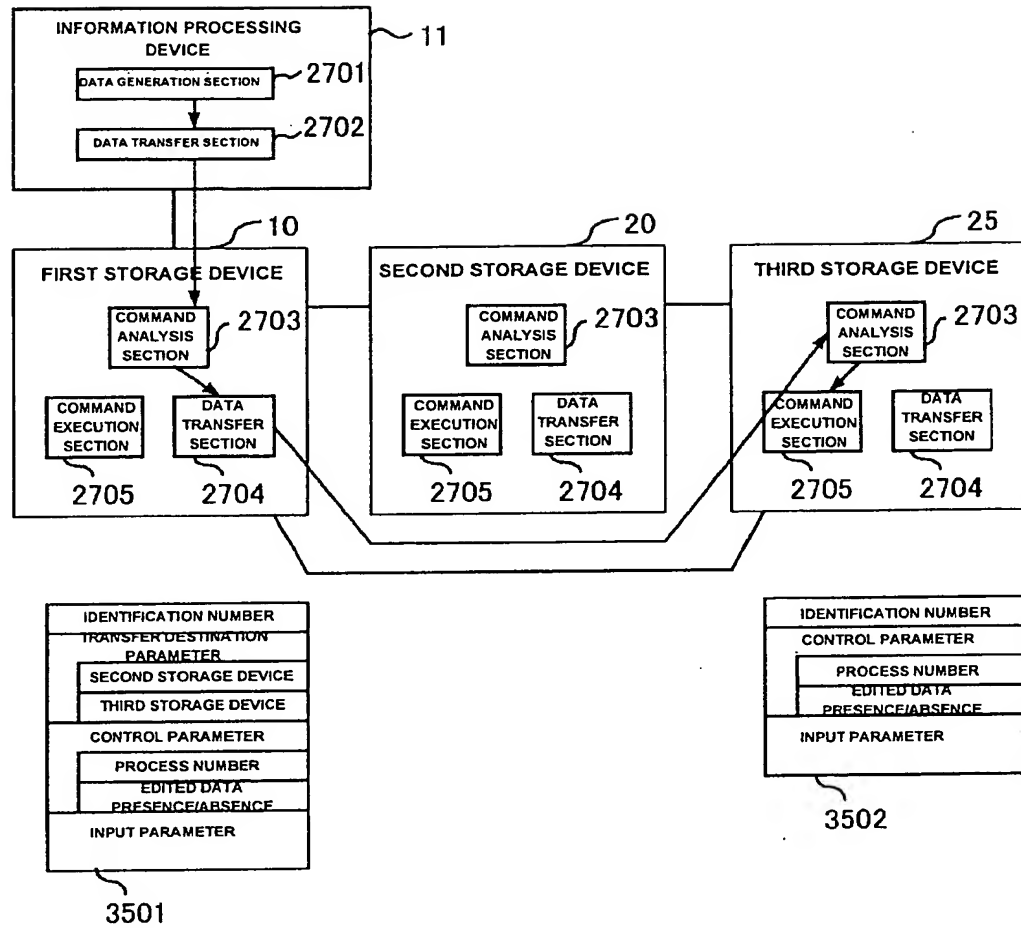 INFORMATION PROCESSING
DEVICE
11
DATA GENERATION SECTION
2701
DATA TRANSFER SECTION
2702
10
20
25
FIRST STORAGE DEVICE
SECOND STORAGE DEVICE
THIRD STORAGE DEVICE
COMMAND
ANALYSIS
SECTION
2703
COMMAND
ANALYSIS
SECTION
2703
COMMAND
ANALYSIS
SECTION
2703
COMMAND
EXECUTION
SECTION
DATA
TRANSFER
SECTION
COMMAND
EXECUTION
SECTION
DATA
TRANSFER
SECTION
COMMAND
EXECUTION
SECTION
DATA
TRANSFER
SECTION
2705
2704
2705
2704
2705
2704
IDENTIFICATION NUMBER
TRANSFER DESTINATION
PARAMETER
SECOND STORAGE DEVICE
THIRD STORAGE DEVICE
CONTROL PARAMETER
PROCESS NUMBER
EDITED DATA
PRESENCE/ABSENCE
INPUT PARAMETER
3501
IDENTIFICATION NUMBER
CONTROL PARAMETER
PROCESS NUMBER
EDITED DATA
PRESENCE/ABSENCE
INPUT PARAMETER
3502